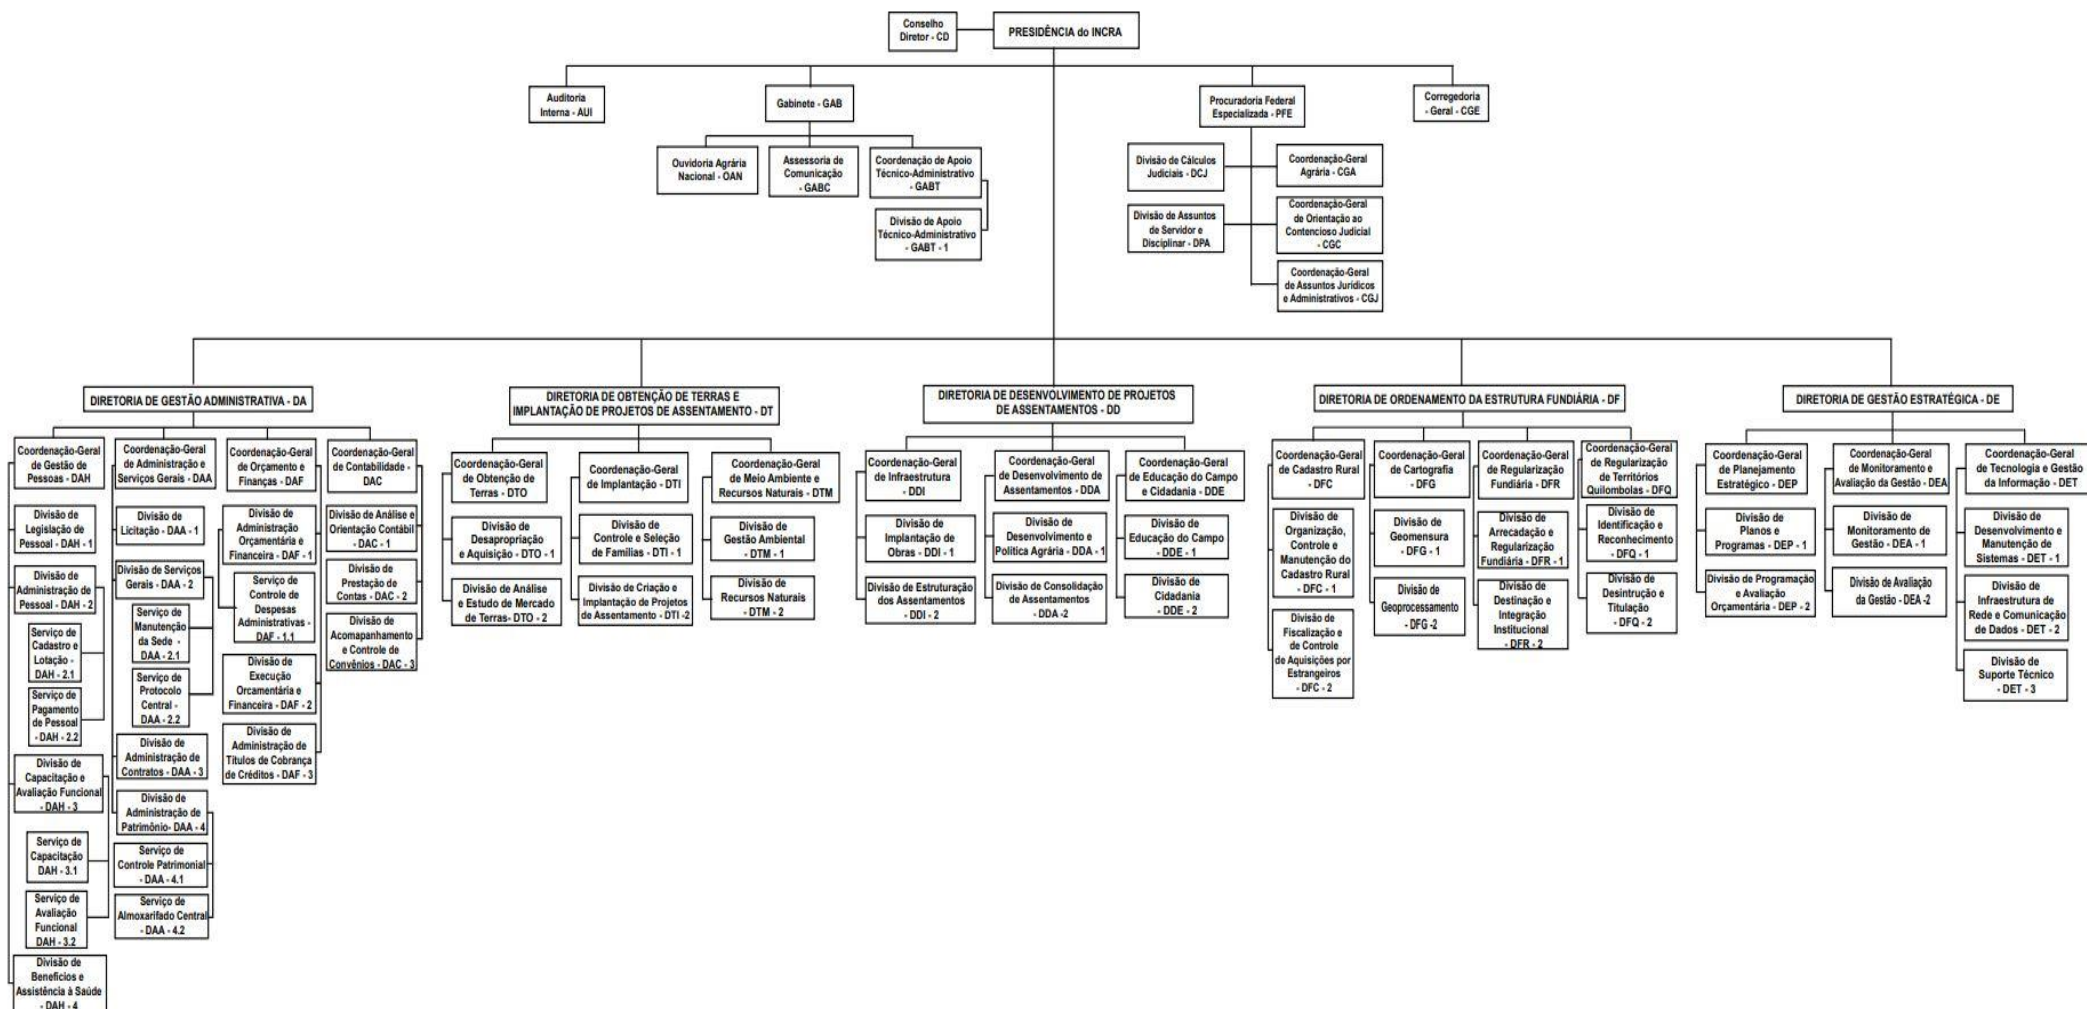 Conselho
Diretor - CD
PRESIDÊNCIA do INCRA
Auditoria
Interna - AUI
Gabinete - GAB
Procuradoria Federal
Especializada - PFE
Corregedoria
- Geral - CGE
Ouvidoria Agrária
Nacional - OAN
Assessoria de
Comunicação
- GABC
Coordenação de Apoio
Técnico-Administrativo
- GABT
Divisão de Apoio
Técnico-Administrativo
- GABT - 1
Divisão de Cálculos
Judiciais - DCJ
Coordenação-Geral
Agrária - CGA
Divisão de Assuntos
de Servidor e
Disciplinar - DPA
Coordenação-Geral
de Orientação ao
Contencioso Judicial
- CGC
Coordenação-Geral
de Assuntos Jurídicos
e Administrativos - CGJ
DIRETORIA DE GESTÃO ADMINISTRATIVA - DA
Coordenação-Geral
de Gestão de
Pessoas - DAH
Divisão de
Legislação de
Pessoal - DAH - 1
Divisão de
Administração de
Pessoal - DAH - 2
Serviço de
Cadastro e
Lotação -
DAH - 2.1
Serviço de
Pagamento
de Pessoal
- DAH - 2.2
Divisão de
Capacitação e
Avaliação Funcional
- DAH - 3
Serviço de
Capacitação
DAH - 3.1
Serviço de
Avaliação
Funcional
DAH - 3.2
Divisão de
Benefícios e
Assistência à Saúde
- DAH - 4
Coordenação-Geral
de Administração e
Serviços Gerais - DAA
Divisão de
Licitação - DAA - 1
Divisão de Serviços
Gerais - DAA - 2
Serviço de
Manutenção
da Sede -
DAA - 2.1
Serviço de
Protocolo
Central -
DAA - 2.2
Divisão de
Administração de
Contratos - DAA - 3
Divisão de
Administração de
Patrimônio- DAA - 4
Serviço de
Controle Patrimonial
- DAA - 4.1
Serviço de
Almoxarifado Central
- DAA - 4.2
Coordenação-Geral
de Orçamento e
Finanças - DAF
Divisão de
Administração
Orçamentária e
Financeira - DAF - 1
Serviço de
Controle de
Despesas
Administrativas -
DAF - 1.1
Divisão de
Execução
Orcamentária e
Financeira - DAF - 2
Divisão de
Administração de
Títulos de Cobrança
de Créditos - DAF - 3
Coordenação-Geral
de Contabilidade -
DAC
Divisão de Análise e
Orientação Contábil
- DAC - 1
Divisão de
Prestação de
Contas - DAC - 2
Divisão de
Acomapanhamento
e Controle de
Convênios - DAC - 3
DIRETORIA DE OBTENÇÃO DE TERRAS E
IMPLANTAÇÃO DE PROJETOS DE ASSENTAMENTO - DT
Coordenação-Geral
de Obtenção de
Terras - DTO
Divisão de
Desapropriação
e Aquisição - DTO - 1
Divisão de Análise
e Estudo de Mercado
de Terras- DTO - 2
Coordenação-Geral
de Implantação - DTI
Divisão de
Controle e Seleção
de Famílias - DTI - 1
Divisão de Criação e
Implantação de Projetos
de Assentamento - DTI -2
Coordenação-Geral
de Meio Ambiente e
Recursos Naturais - DTM
Divisão de
Gestão Ambiental
- DTM - 1
Divisão de
Recursos Naturais
- DTM - 2
DIRETORIA DE DESENVOLVIMENTO DE PROJETOS
DE ASSENTAMENTOS - DD
Coordenação-Geral
de Infraestrutura
- DDI
Divisão de
Implantação de
Obras - DDI - 1
Divisão de Estruturação
dos Assentamentos
- DDI - 2
Coordenação-Geral
de Desenvolvimento de
Assentamentos - DDA
Divisão de
Desenvolvimento e
Política Agrária - DDA - 1
Divisão de Consolidação
de Assentamentos
- DDA -2
Coordenação-Geral
de Educação do Campo
e Cidadania - DDE
Divisão de
Educação do Campo
- DDE - 1
Divisão de
Cidadania
- DDE - 2
DIRETORIA DE ORDENAMENTO DA ESTRUTURA FUNDIÁRIA - DF
Coordenação-Geral
de Cadastro Rural
- DFC
Divisão de
Organização,
Controle e
Manutenção do
Cadastro Rural
- DFC - 1
Divisão de
Fiscalização e
de Controle
de Aquisições por
Estrangeiros
- DFC - 2
Coordenação-Geral
de Cartografia
- DFG
Divisão de
Geomensura
- DFG - 1
Divisão de
Geoprocessamento
- DFG -2
Coordenação-Geral
de Regularização
Fundiária - DFR
Divisão de
Arrecadação e
Regularização
Fundiária - DFR - 1
Divisão de
Destinação e
Integração
Institucional
- DFR - 2
Coordenação-Geral
de Regularização
de Territórios
Quilombolas - DFQ
Divisão de
Identificação e
Reconhecimento
- DFQ - 1
Divisão de
Desintrução e
Titulação
- DFQ - 2
DIRETORIA DE GESTÃO ESTRATÉGICA - DE
Coordenação-Geral
de Planejamento
Estratégico - DEP
Divisão de
Planos e
Programas - DEP - 1
Divisão de Programação
e Avaliação
Orçamentária - DEP - 2
Coordenação-Geral
de Monitoramento e
Avaliação da Gestão - DEA
Divisão de
Monitoramento de
Gestão - DEA - 1
Divisão de Avaliação
da Gestão - DEA -2
Coordenação-Geral
de Tecnologia e Gestão
da Informação - DET
Divisão de
Desenvolvimento e
Manutenção de
Sistemas - DET - 1
Divisão de
Infraestrutura de
Rede e Comunicação
de Dados - DET - 2
Divisão de
Suporte Técnico
- DET - 3